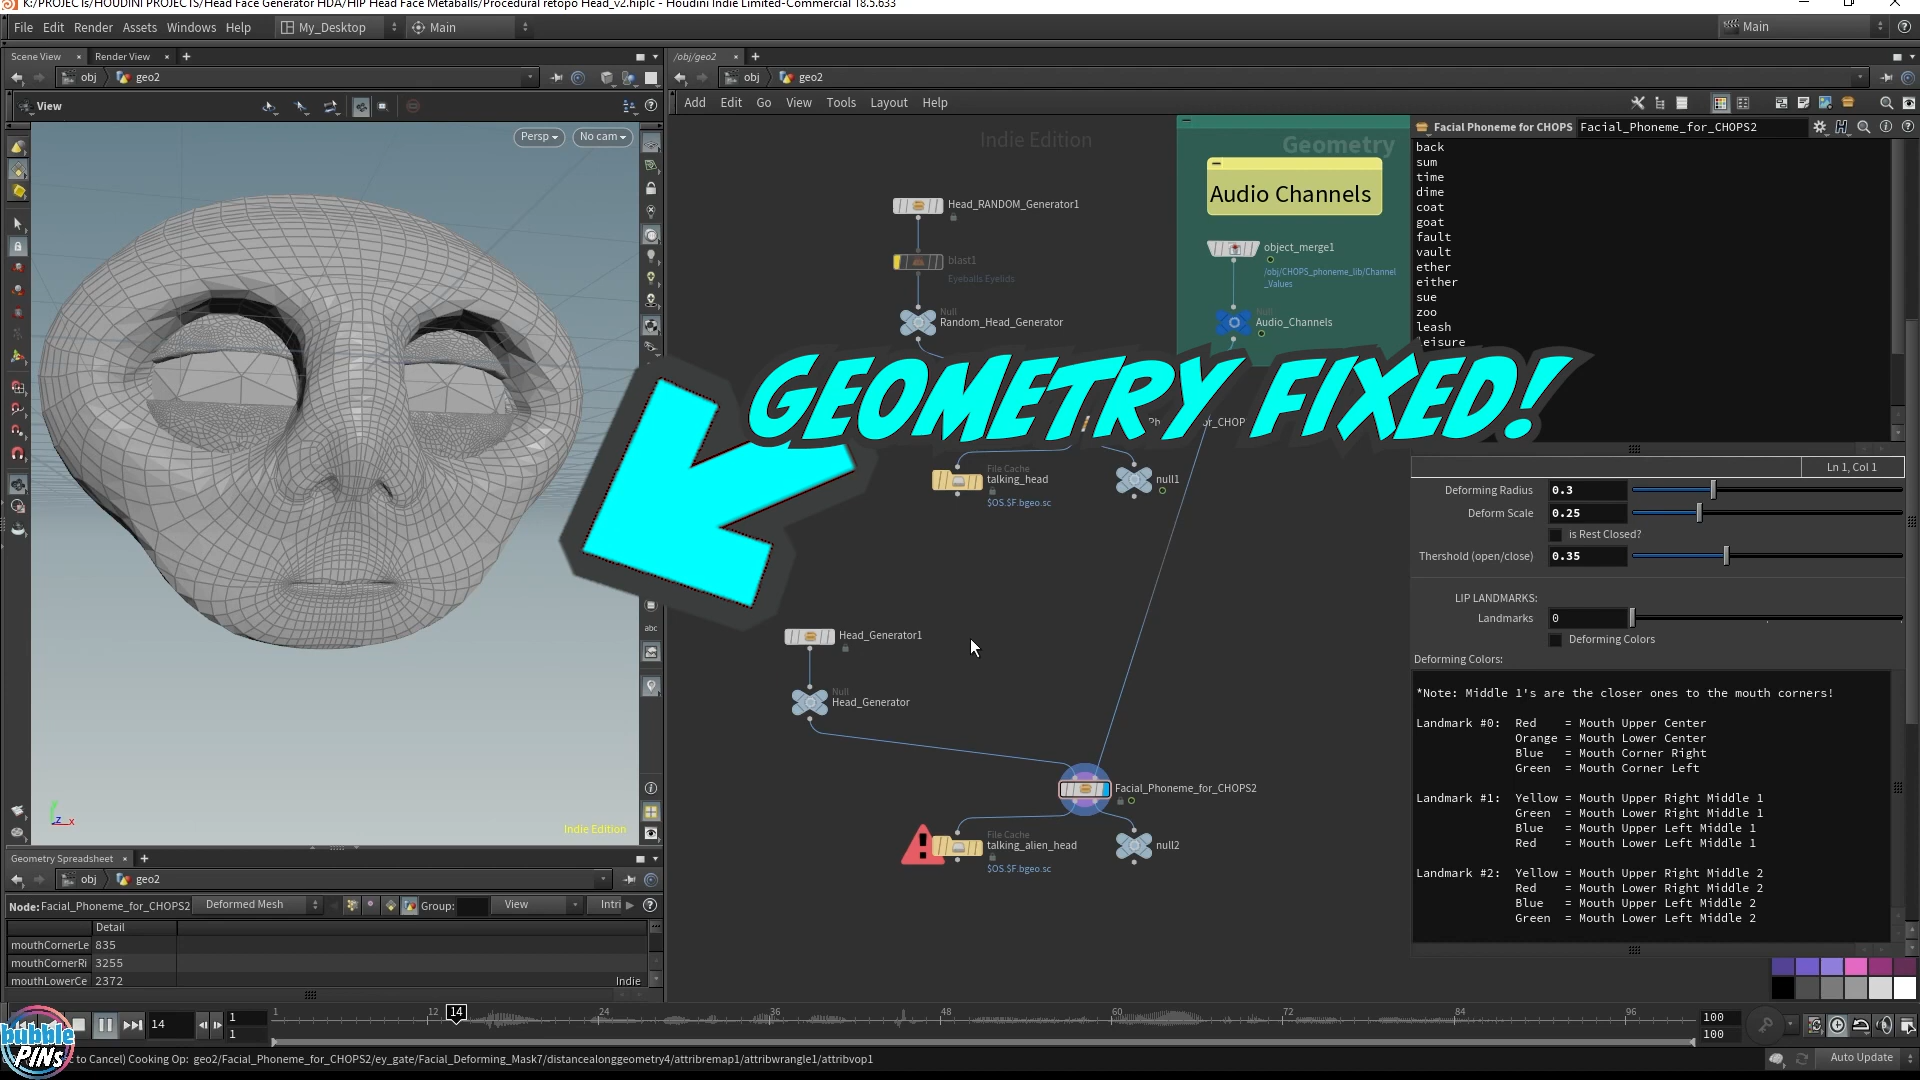 K:/PROJECTs/HOUDINI PROJECTS/Head Face Generator HDA/HIP Head Face Metaballs/Procedural retopo Head_v2.hiplc - Houdini Indie Limited-Commercial 18.5.633
File Edit Render Assets Windows Help My_Desktop Main Main
Scene View Render View
obj geo2
View
Persp No cam
Indie Edition
z x
abc
/obj/geo2
obj geo2
Add Edit Go View Tools Layout Help
Indie Edition
Geometry
Audio Channels
Head_RANDOM_Generator1
blast1
Eyeballs Eyelids
Null
Random_Head_Generator
object_merge1
/obj/CHOPS_phoneme_lib/Channel
_Values
Null
Audio_Channels
GEOMETRY FIXED!
File Cache
talking_head
$OS.$F.bgeo.sc
null1
Head_Generator1
Null
Head_Generator
Facial_Phoneme_for_CHOPS2
File Cache
talking_alien_head
$OS.$F.bgeo.sc
null2
Facial Phoneme for CHOPS Facial_Phoneme_for_CHOPS2
back
sum
time
dime
coat
goat
fault
vault
ether
either
sue
zoo
leash
leisure
Ln 1, Col 1
Deforming Radius 0.3
Deform Scale 0.25
is Rest Closed?
Thershold (open/close) 0.35
LIP LANDMARKS:
Landmarks 0
Deforming Colors
Deforming Colors:
*Note: Middle 1's are the closer ones to the mouth corners!
Landmark #0: Red = Mouth Upper Center
Orange = Mouth Lower Center
Blue = Mouth Corner Right
Green = Mouth Corner Left
Landmark #1: Yellow = Mouth Upper Right Middle 1
Green = Mouth Lower Right Middle 1
Blue = Mouth Upper Left Middle 1
Red = Mouth Lower Left Middle 1
Landmark #2: Yellow = Mouth Upper Right Middle 2
Red = Mouth Lower Right Middle 2
Blue = Mouth Upper Left Middle 2
Green = Mouth Lower Left Middle 2
Geometry Spreadsheet
obj geo2
Node: Facial_Phoneme_for_CHOPS2 Deformed Mesh Group: View Intri
Detail
mouthCornerLe 835
mouthCornerRi 3255
mouthLowerCe 2372 Indie
14 1 1 1 12 14 24 36 48 60 72 84 96 100 100
bubble
PiNS
to Cancel) Cooking Op: geo2/Facial_Phoneme_for_CHOPS2/ey_gate/Facial_Deforming_Mask7/distancealonggeometry4/attribremap1/attribwrangle1/attribvop1
Auto Update